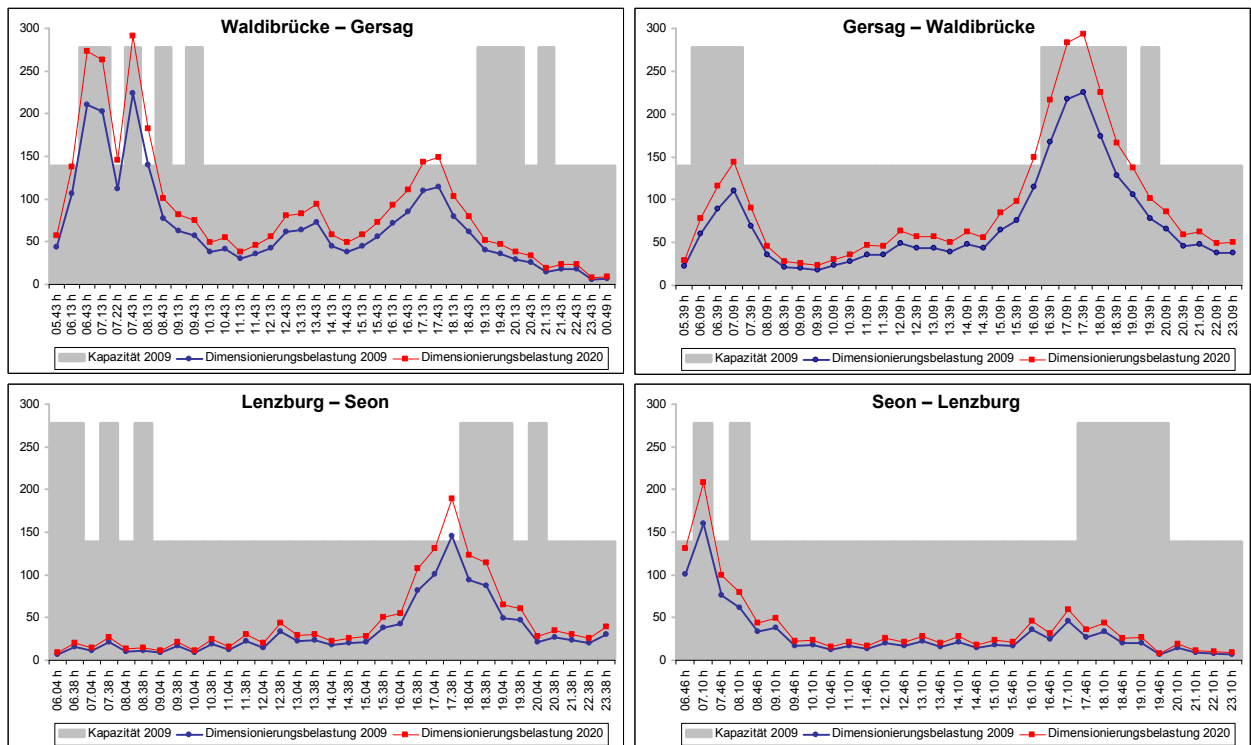 Waldibrücke – Gersag
300
250
200
150
100
50
0
05.43 h
06.13 h
06.43 h
07.13 h
07.22 h
07.43 h
08.13 h
08.43 h
09.13 h
09.43 h
10.13 h
10.43 h
11.13 h
11.43 h
12.13 h
12.43 h
13.13 h
13.43 h
14.13 h
14.43 h
15.13 h
15.43 h
16.13 h
16.43 h
17.13 h
17.43 h
18.13 h
18.43 h
19.13 h
19.43 h
20.13 h
20.43 h
21.13 h
21.43 h
22.43 h
23.43 h
00.49 h
Kapazität 2009 Dimensionierungsbelastung 2009 Dimensionierungsbelastung 2020
Gersag – Waldibrücke
300
250
200
150
100
50
0
05.39 h
06.09 h
06.39 h
07.09 h
07.39 h
08.09 h
08.39 h
09.09 h
09.39 h
10.09 h
10.39 h
11.09 h
11.39 h
12.09 h
12.39 h
13.09 h
13.39 h
14.09 h
14.39 h
15.09 h
15.39 h
16.09 h
16.39 h
17.09 h
17.39 h
18.09 h
18.39 h
19.09 h
19.39 h
20.09 h
20.39 h
21.09 h
22.09 h
23.09 h
Kapazität 2009 Dimensionierungsbelastung 2009 Dimensionierungsbelastung 2020
Lenzburg – Seon
300
250
200
150
100
50
0
06.04 h
06.38 h
07.04 h
07.38 h
08.04 h
08.38 h
09.04 h
09.38 h
10.04 h
10.38 h
11.04 h
11.38 h
12.04 h
12.38 h
13.04 h
13.38 h
14.04 h
14.38 h
15.04 h
15.38 h
16.04 h
16.38 h
17.04 h
17.38 h
18.04 h
18.38 h
19.04 h
19.38 h
20.04 h
20.38 h
21.38 h
22.38 h
23.38 h
Kapazität 2009 Dimensionierungsbelastung 2009 Dimensionierungsbelastung 2020
Seon – Lenzburg
300
250
200
150
100
50
0
06.46 h
07.10 h
07.46 h
08.10 h
08.46 h
09.10 h
09.46 h
10.10 h
10.46 h
11.10 h
11.46 h
12.10 h
12.46 h
13.10 h
13.46 h
14.10 h
14.46 h
15.10 h
15.46 h
16.10 h
16.46 h
17.10 h
17.46 h
18.10 h
18.46 h
19.10 h
19.46 h
20.10 h
21.10 h
22.10 h
23.10 h
Kapazität 2009 Dimensionierungsbelastung 2009 Dimensionierungsbelastung 2020